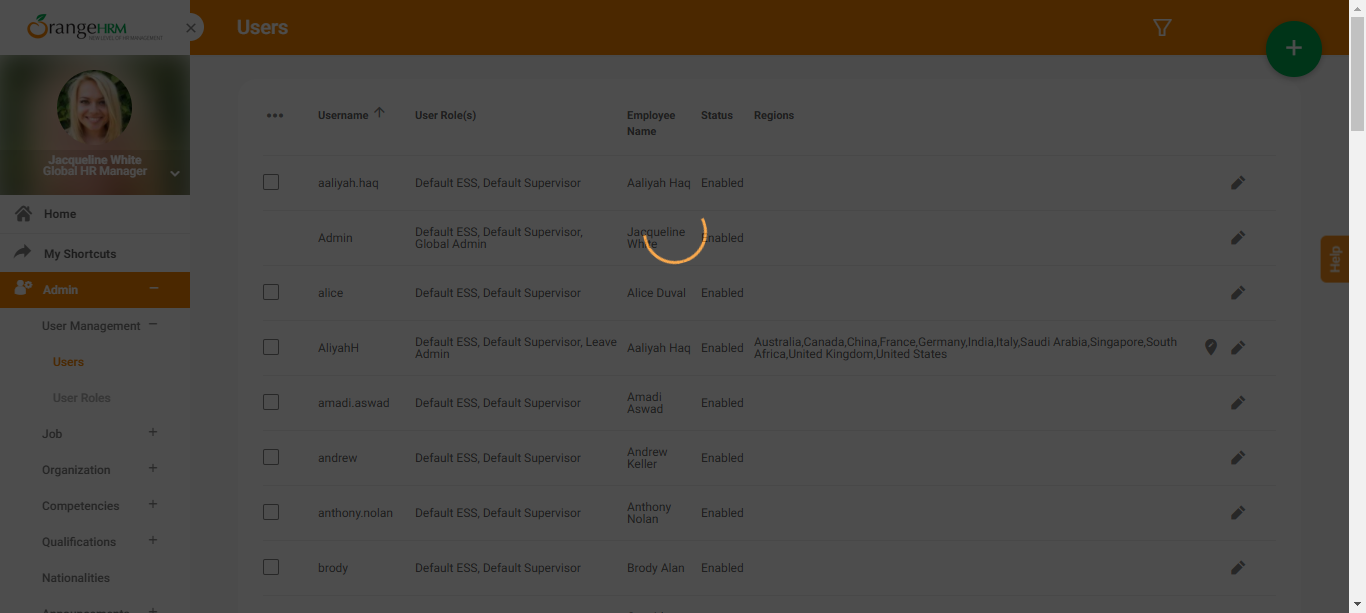 OrangeHRM
NEW LEVEL OF HR MANAGEMENT
Users
Jacqueline White
Global HR Manager
Home
My Shortcuts
Admin
User Management
Users
User Roles
Job
Organization
Competencies
Qualifications
Nationalities
Announcements
Username User Role(s) Employee Status Regions
Name
aaliyah.haq Default ESS, Default Supervisor Aaliyah Haq Enabled
Default ESS, Default Supervisor, Jacqueline
Admin Enabled
Global Admin White
alice Default ESS, Default Supervisor Alice Duval Enabled
Default ESS, Default Supervisor, Leave Australia,Canada,China,France,Germany,India,Italy,Saudi Arabia,Singapore,South
AliyahH Aaliyah Haq Enabled
Admin Africa,United Kingdom,United States
Amadi
amadi.aswad Default ESS, Default Supervisor Enabled
Aswad
Andrew
andrew Default ESS, Default Supervisor Enabled
Keller
Anthony
anthony.nolan Default ESS, Default Supervisor Enabled
Nolan
brody Default ESS, Default Supervisor Brody Alan Enabled
Help